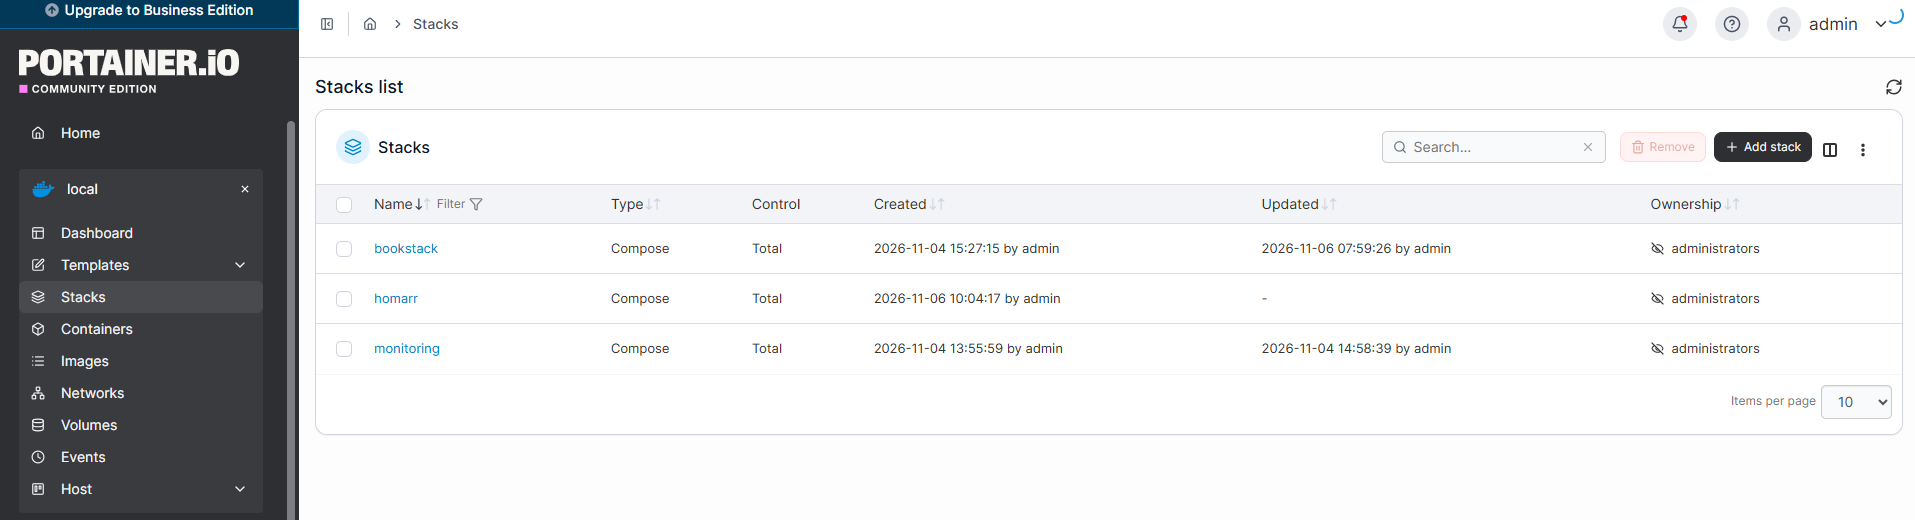 Upgrade to Business Edition
PORTAINER.iO
COMMUNITY EDITION
Home
local
Dashboard
Templates
Stacks
Containers
Images
Networks
Volumes
Events
Host
Stacks
admin
Stacks list
Stacks
Search...
Remove
Add stack
Name Filter Type Control Created Updated Ownership
bookstack Compose Total 2026-11-04 15:27:15 by admin 2026-11-06 07:59:26 by admin administrators
homarr Compose Total 2026-11-06 10:04:17 by admin - administrators
monitoring Compose Total 2026-11-04 13:55:59 by admin 2026-11-04 14:58:39 by admin administrators
Items per page 10